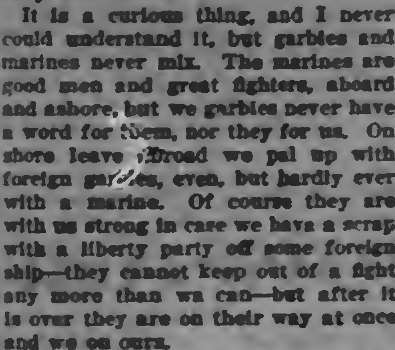 It is a curious thing, and I never
could understand it, but garbies and
marines never mix. The marines are
good men and great fighters, aboard
and ashore, but we garbies never have
a word for them, nor they for us. On
shore leave abroad we pal up with
foreign garbies, even, but hardly ever
with a marine. Of course they are
with us strong in case we have a scrap
with a liberty party off some foreign
ship—they cannot keep out of a fight
any more than we can—but after it
is over they are on their way at once
and we on ours.